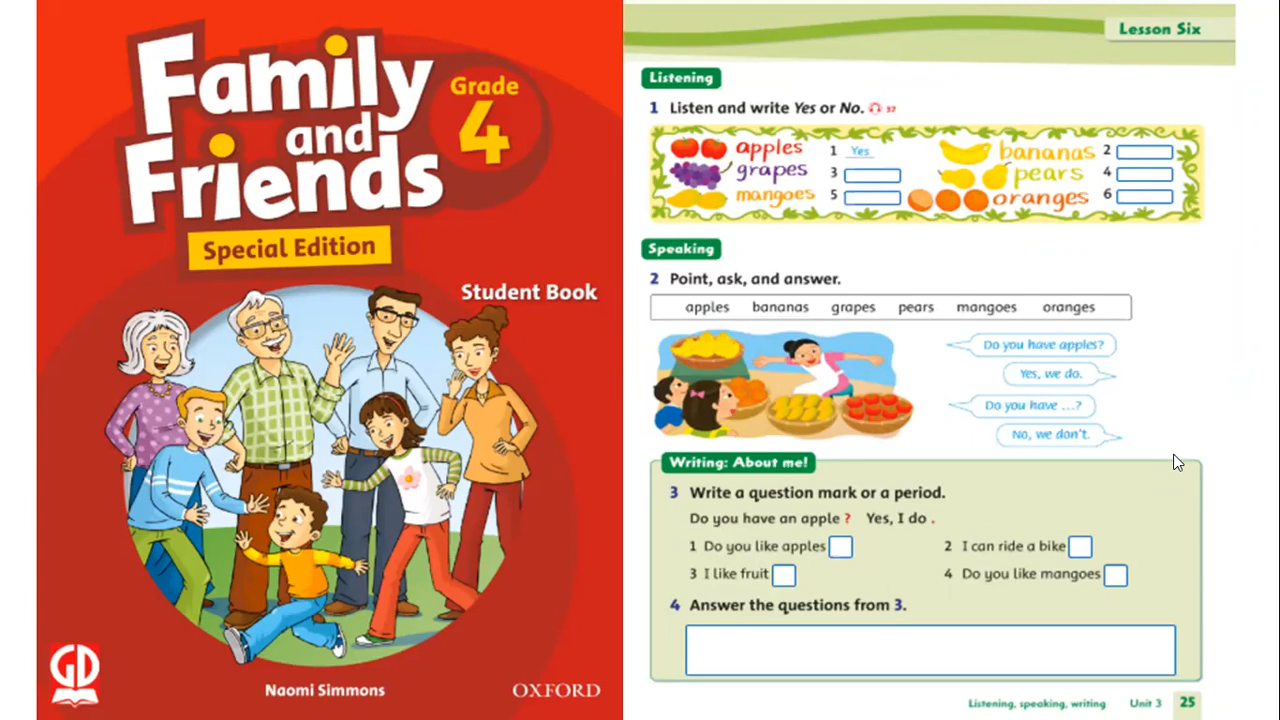 Family
and
Friends
Grade
4
Special Edition
Student Book
GD
Naomi Simmons
OXFORD
Lesson Six
Listening
1 Listen and write Yes or No. 37
apples 1 Yes bananas 2
grapes 3 pears 4
mangoes 5 oranges 6
Speaking
2 Point, ask, and answer.
apples bananas grapes pears mangoes oranges
Do you have apples?
Yes, we do.
Do you have ...?
No, we don't.
Writing: About me!
3 Write a question mark or a period.
Do you have an apple ? Yes, I do .
1 Do you like apples 2 I can ride a bike
3 I like fruit 4 Do you like mangoes
4 Answer the questions from 3.
Listening, speaking, writing Unit 3 25